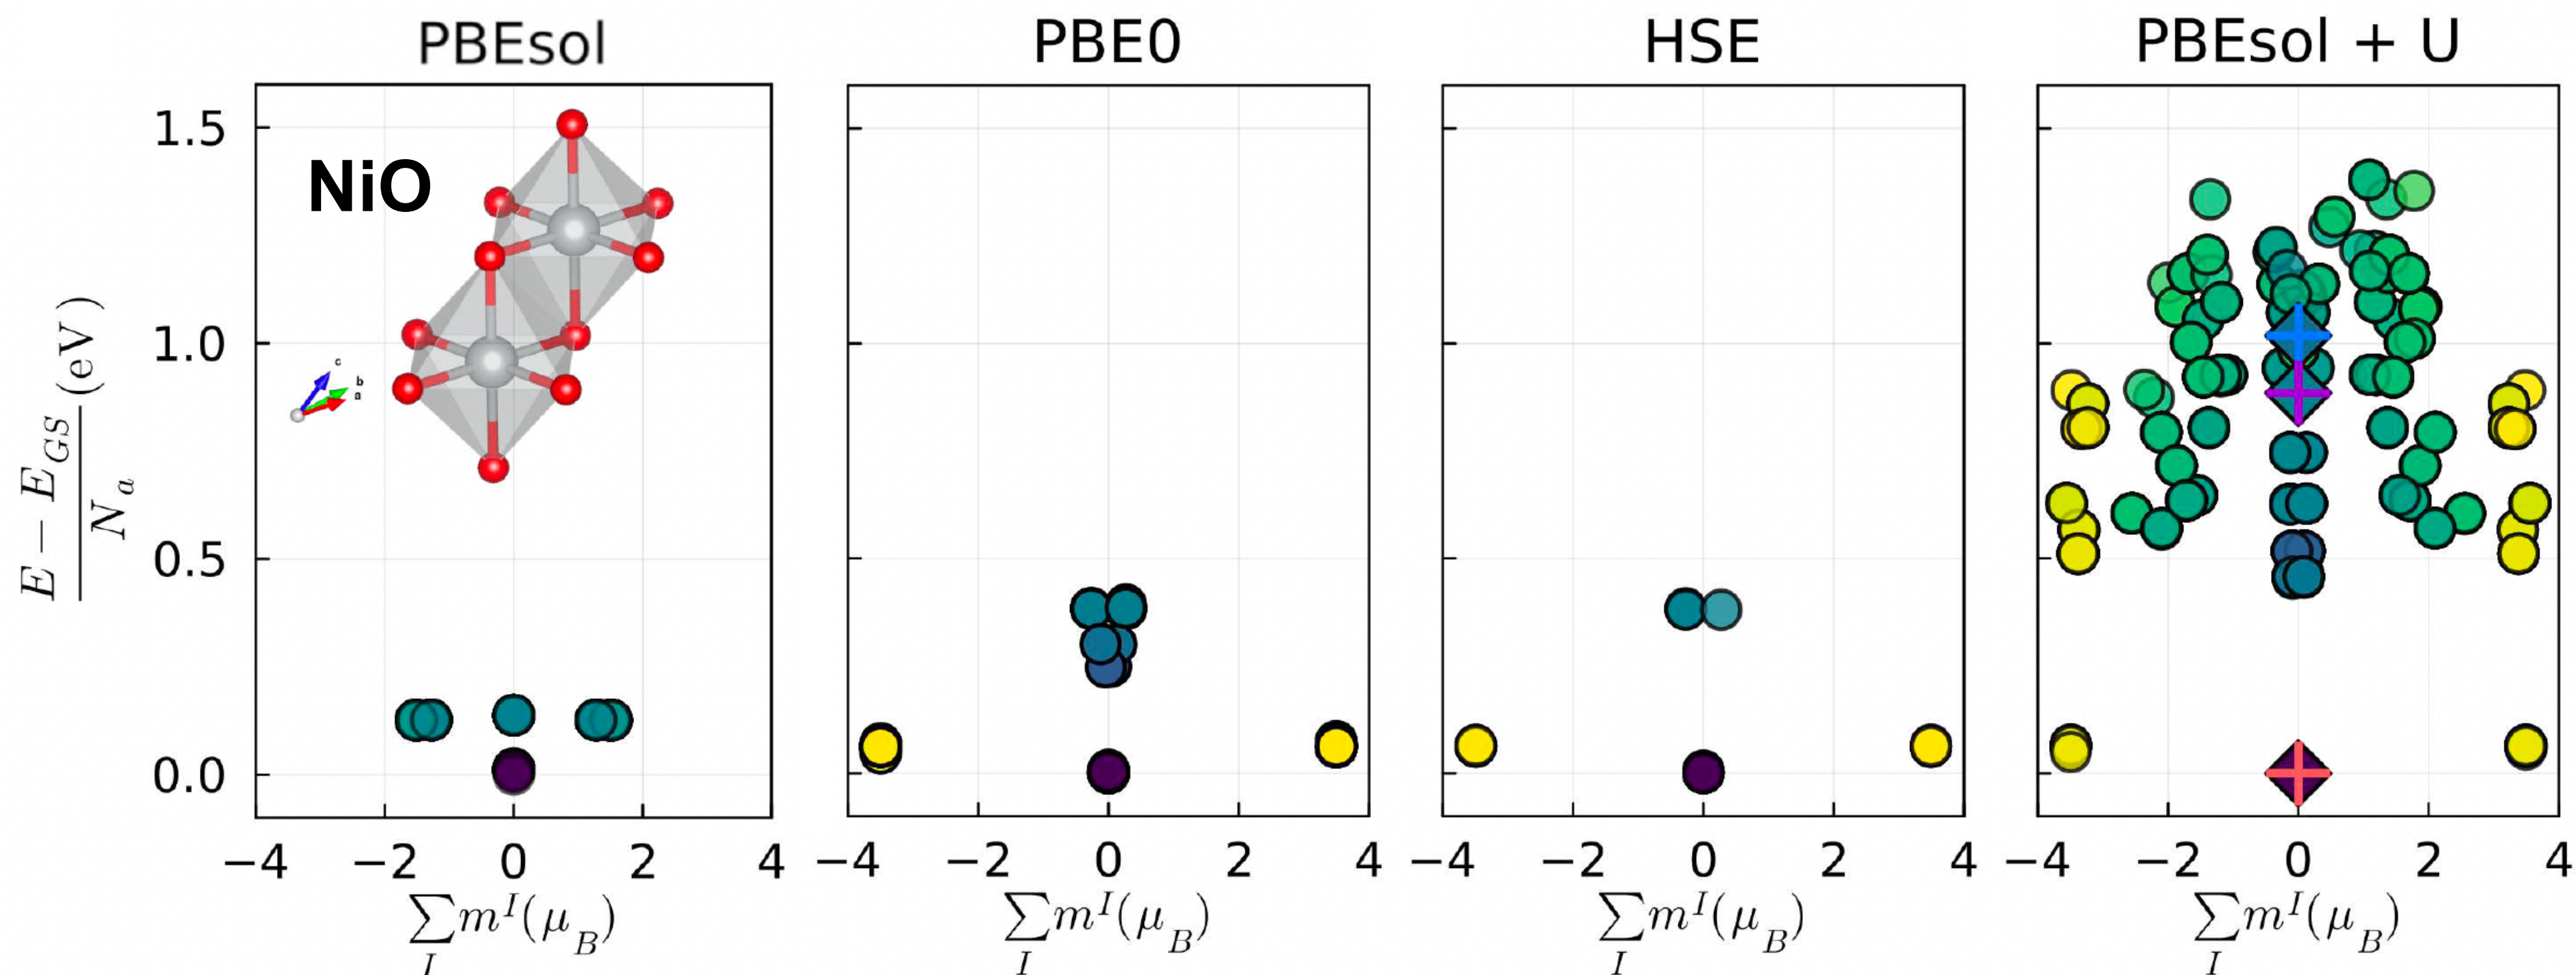 PBEsol PBE0 HSE PBEsol + U
NiO
c
b
a
E − E_GS / N_a (eV)
1.5
1.0
0.5
0.0
−4 −2 0 2 4 −4 −2 0 2 4 −4 −2 0 2 4 −4 −2 0 2 4
∑_I m^I(μ_B) ∑_I m^I(μ_B) ∑_I m^I(μ_B) ∑_I m^I(μ_B)